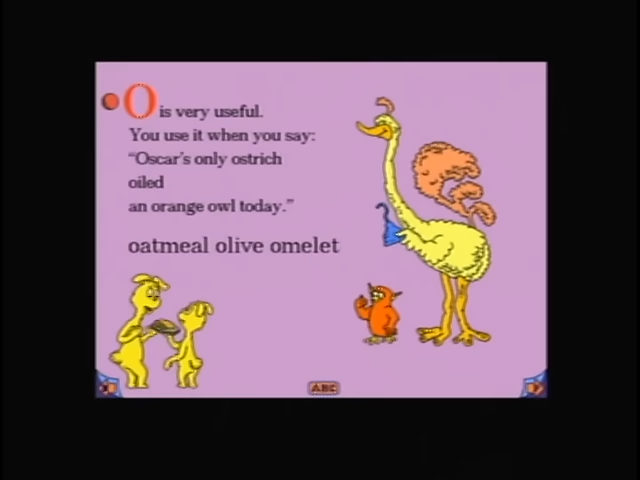 O is very useful.
You use it when you say:
“Oscar's only ostrich
oiled
an orange owl today.”
oatmeal olive omelet
ABC